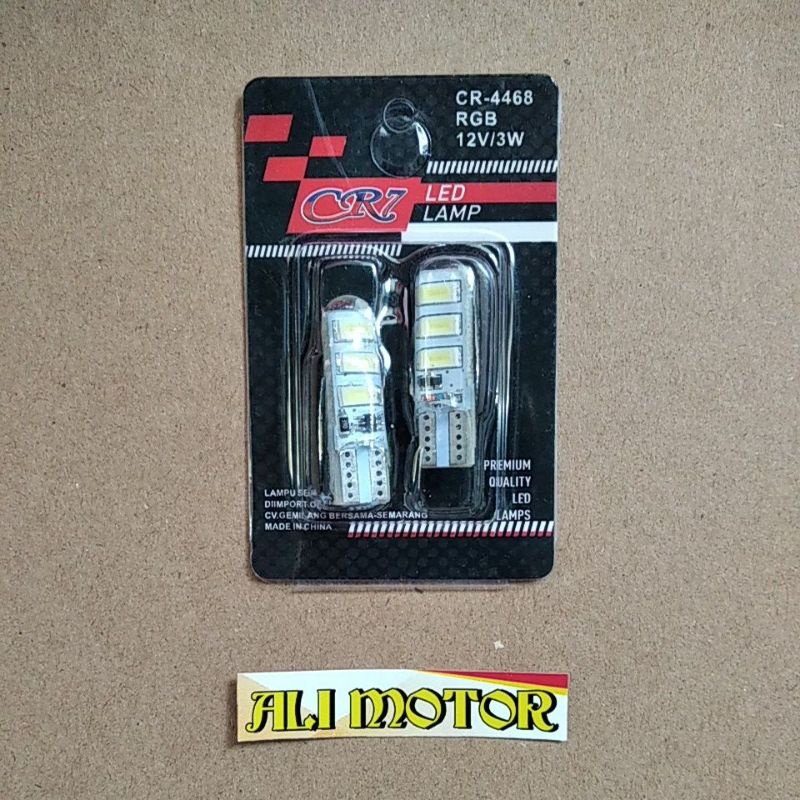 CR-4468
RGB
12V/3W
CR7
LED
LAMP
PREMIUM
QUALITY
LED
LAMPS
LAMPU
DIIMPORT
CV.GEMILANG BERSAMA-SEMARANG
MADE IN CHINA
ALI MOTOR